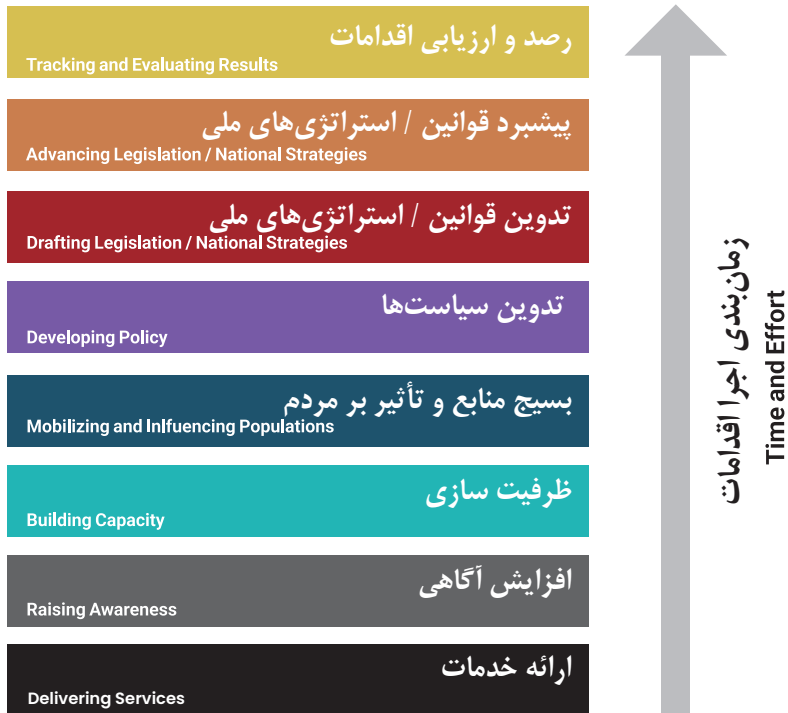 رصد و ارزیابی اقدامات
Tracking and Evaluating Results
پیشبرد قوانین / استراتژی‌های ملی
Advancing Legislation / National Strategies
تدوین قوانین / استراتژی‌های ملی
Drafting Legislation / National Strategies
تدوین سیاست‌ها
Developing Policy
بسیج منابع و تأثیر بر مردم
Mobilizing and Inlfuencing Populations
ظرفیت سازی
Building Capacity
افزایش آگاهی
Raising Awareness
ارائه خدمات
Delivering Services
زمان‌بندی اجرا اقدامات
Time and Effort